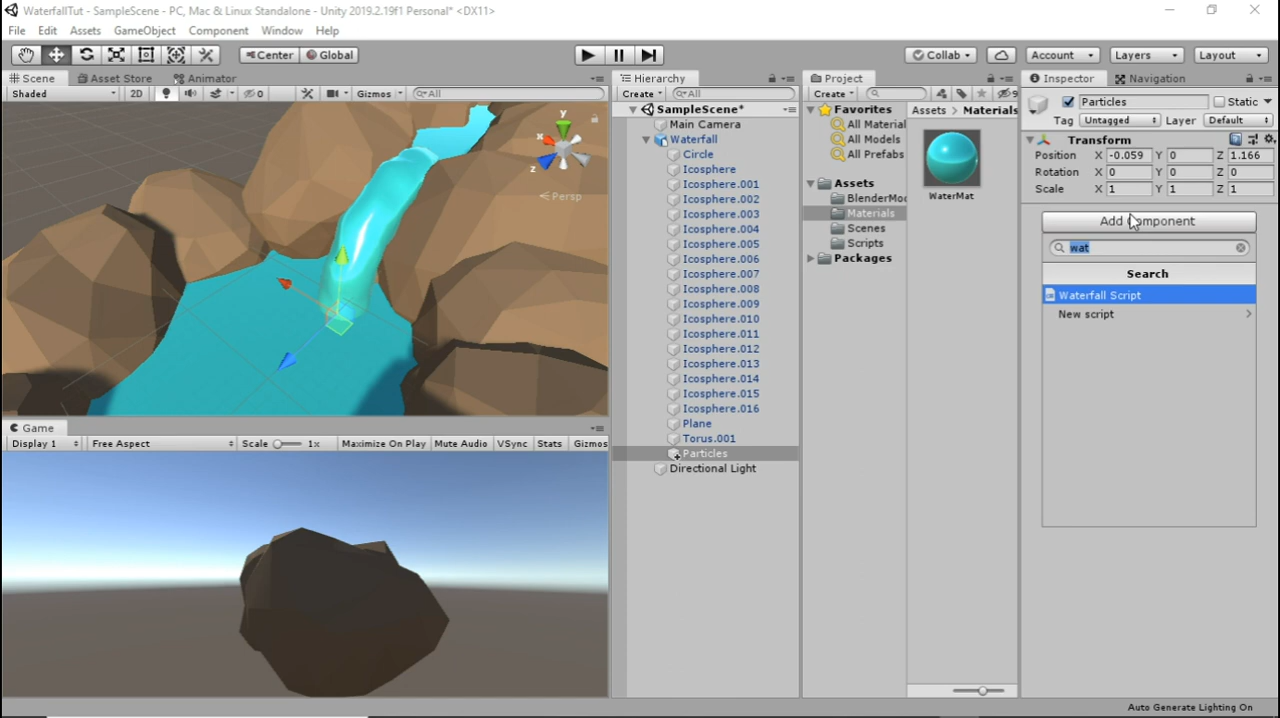 WaterfallTut - SampleScene - PC, Mac & Linux Standalone - Unity 2019.2.19f1 Personal* <DX11>
File Edit Assets GameObject Component Window Help
Center Global Collab Account Layers Layout
Scene Asset Store Animator
Shaded 2D 0 Gizmos All
y
x
z
Persp
Game
Display 1 Free Aspect Scale 1x Maximize On Play Mute Audio VSync Stats Gizmos
Hierarchy
Create All
SampleScene*
Main Camera
Waterfall
Circle
Icosphere
Icosphere.001
Icosphere.002
Icosphere.003
Icosphere.004
Icosphere.005
Icosphere.006
Icosphere.007
Icosphere.008
Icosphere.009
Icosphere.010
Icosphere.011
Icosphere.012
Icosphere.013
Icosphere.014
Icosphere.015
Icosphere.016
Plane
Torus.001
Particles
Directional Light
Project
Create 9
Favorites
All Material
All Models
All Prefabs
Assets
BlenderMod
Materials
Scenes
Scripts
Packages
Assets > Materials
WaterMat
Inspector Navigation
Particles Static
Tag Untagged Layer Default
Transform
Position X -0.059 Y 0 Z 1.166
Rotation X 0 Y 0 Z 0
Scale X 1 Y 1 Z 1
Add Component
wat
Search
Waterfall Script
New script
Auto Generate Lighting On